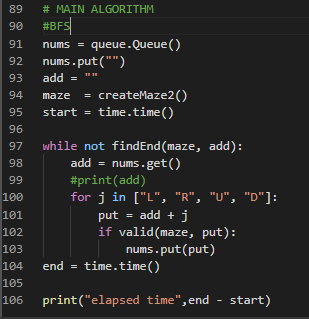 89 # MAIN ALGORITHM
90 #BFS
91 nums = queue.Queue()
92 nums.put("")
93 add = ""
94 maze  = createMaze2()
95 start = time.time()
96
97 while not findEnd(maze, add):
98     add = nums.get()
99     #print(add)
100     for j in ["L", "R", "U", "D"]:
101         put = add + j
102         if valid(maze, put):
103             nums.put(put)
104 end = time.time()
105
106 print("elapsed time",end - start)